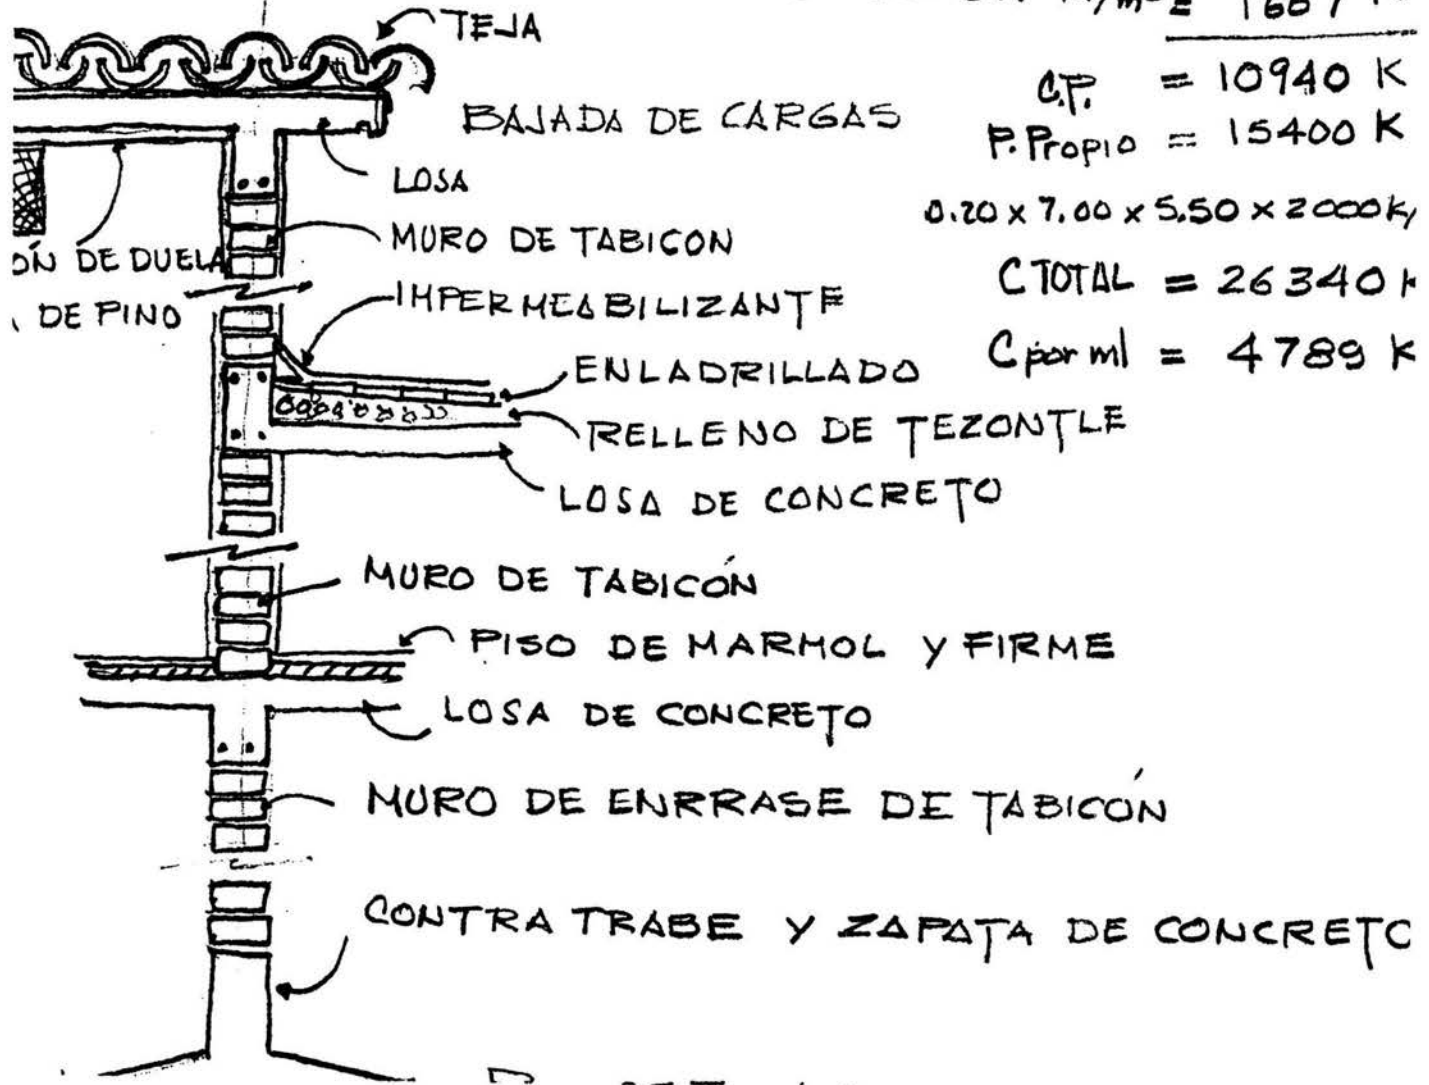 TEJA
BAJADA DE CARGAS
LOSA
MURO DE TABICON
DE DUELA
DE PINO
IMPERMEABILIZANTE
ENLADRILLADO
RELLENO DE TEZONTLE
LOSA DE CONCRETO
MURO DE TABICÓN
PISO DE MARMOL Y FIRME
LOSA DE CONCRETO
MURO DE ENRRASE DE TABICÓN
CONTRA TRABE Y ZAPATA DE CONCRETO
C.P. = 10940 K
P. Propio = 15400 K
0.20 x 7.00 x 5.50 x 2000 K/
C TOTAL = 26340 K
C por ml = 4789 K